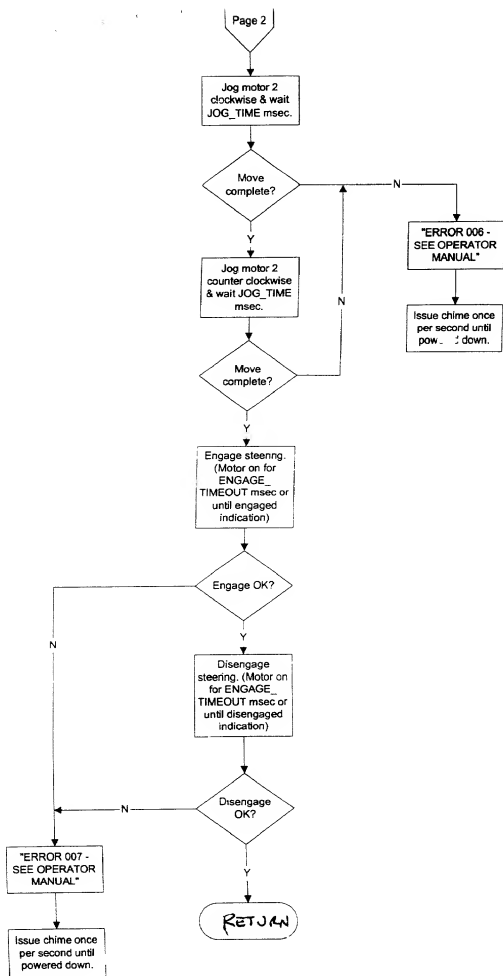 Page 2
Jog motor 2
clockwise & wait
JOG_TIME msec.
Move
complete?
N
Y
"ERROR 006 -
SEE OPERATOR
MANUAL"
Jog motor 2
counter clockwise
& wait JOG_TIME
msec.
N
Issue chime once
per second until
down.
Move
complete?
Y
Engage steerng.
(Motor on for
ENGAGE_
TIMEOUT msec or
until engaged
indication)
Engage OK?
N
Y
Disengage
steering. (Motor on
for ENGAGE_
TIMEOUT msec or
until disengaged
indication)
Disengage
OK?
N
Y
"ERROR 007 -
SEE OPERATOR
MANUAL"
RETURN
Issue chime once
per second until
powered down.